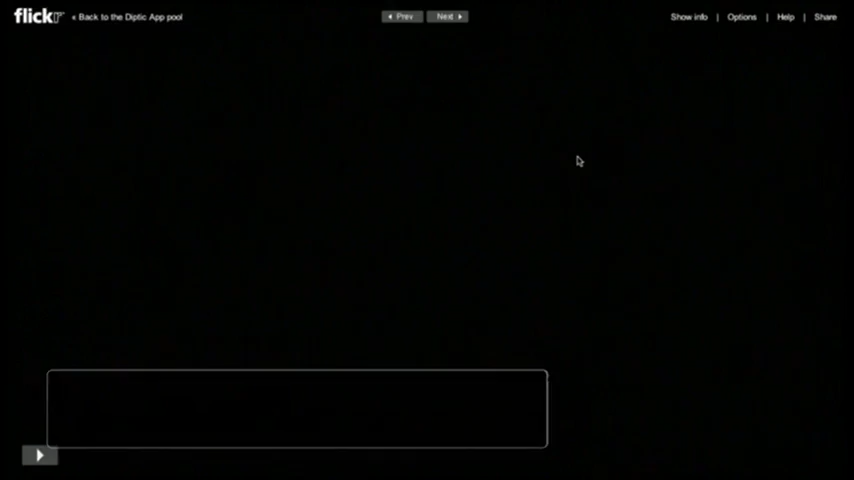 flickr
« Back to the Diptic App pool
Prev
Next
Show info | Options | Help | Share